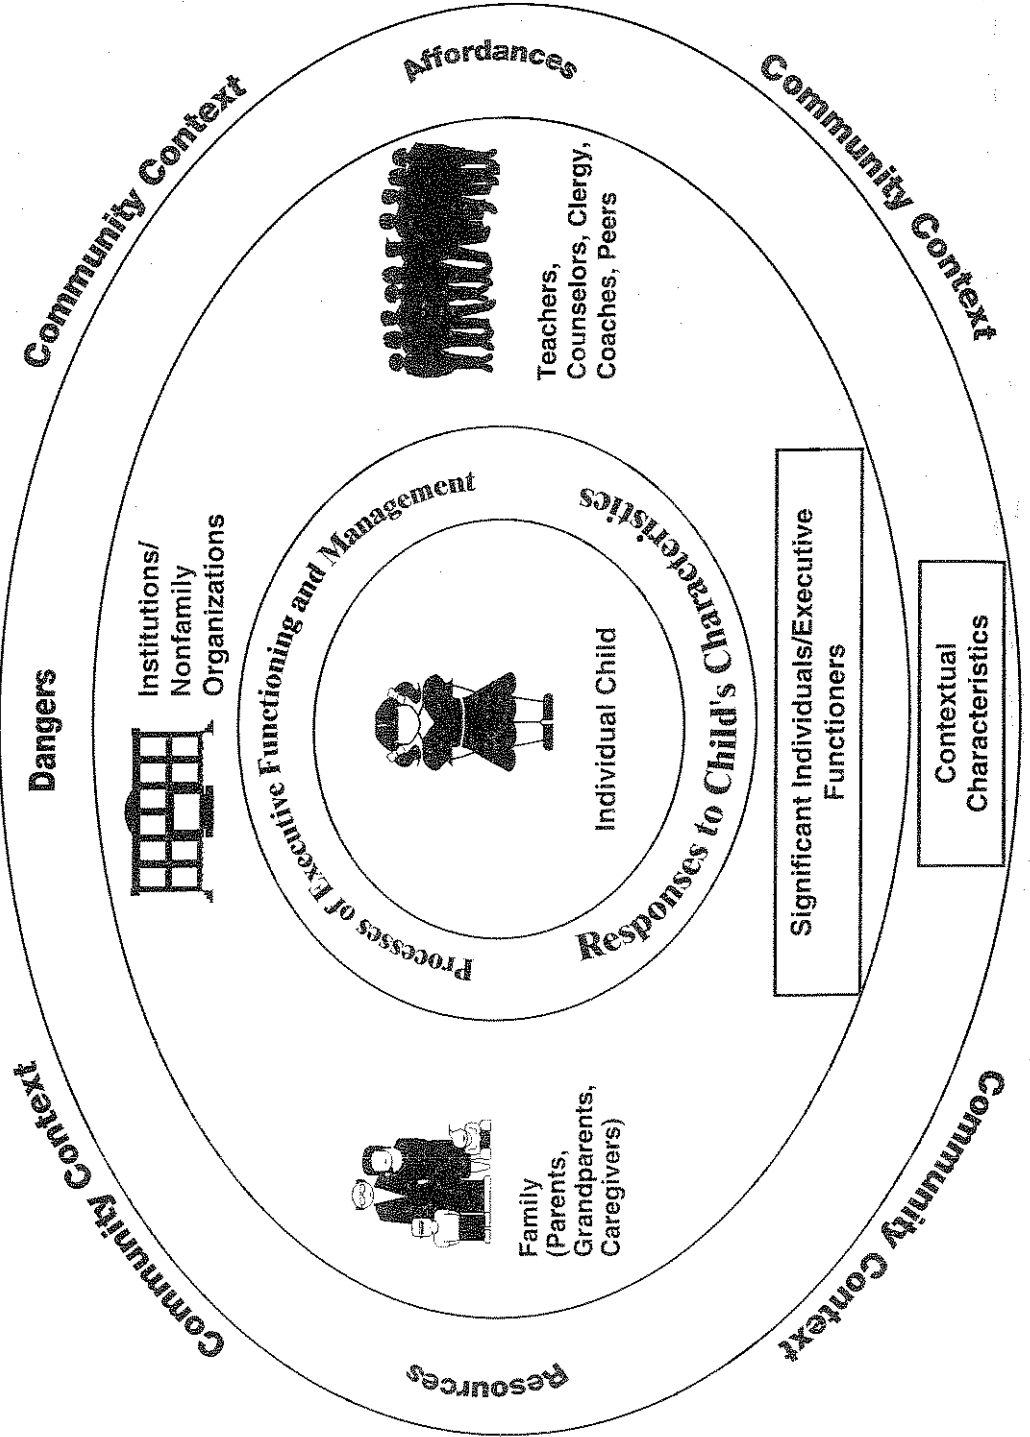 Community Context
Dangers
Community Context
Institutions/
Nonfamily
Organizations
Resources
Affordances
Processes of Executive Functioning and Management
Family
(Parents,
Grandparents,
Caregivers)
Individual Child
Teachers,
Counselors, Clergy,
Coaches, Peers
Responses to Child's Characteristics
Significant Individuals/Executive
Functioners
Contextual
Characteristics
Community Context
Community Context